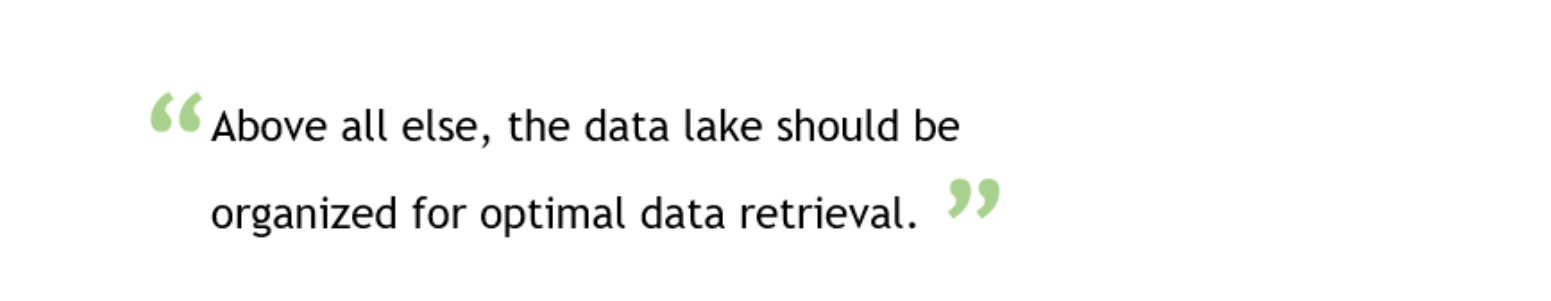 “Above all else, the data lake should be
organized for optimal data retrieval. ”